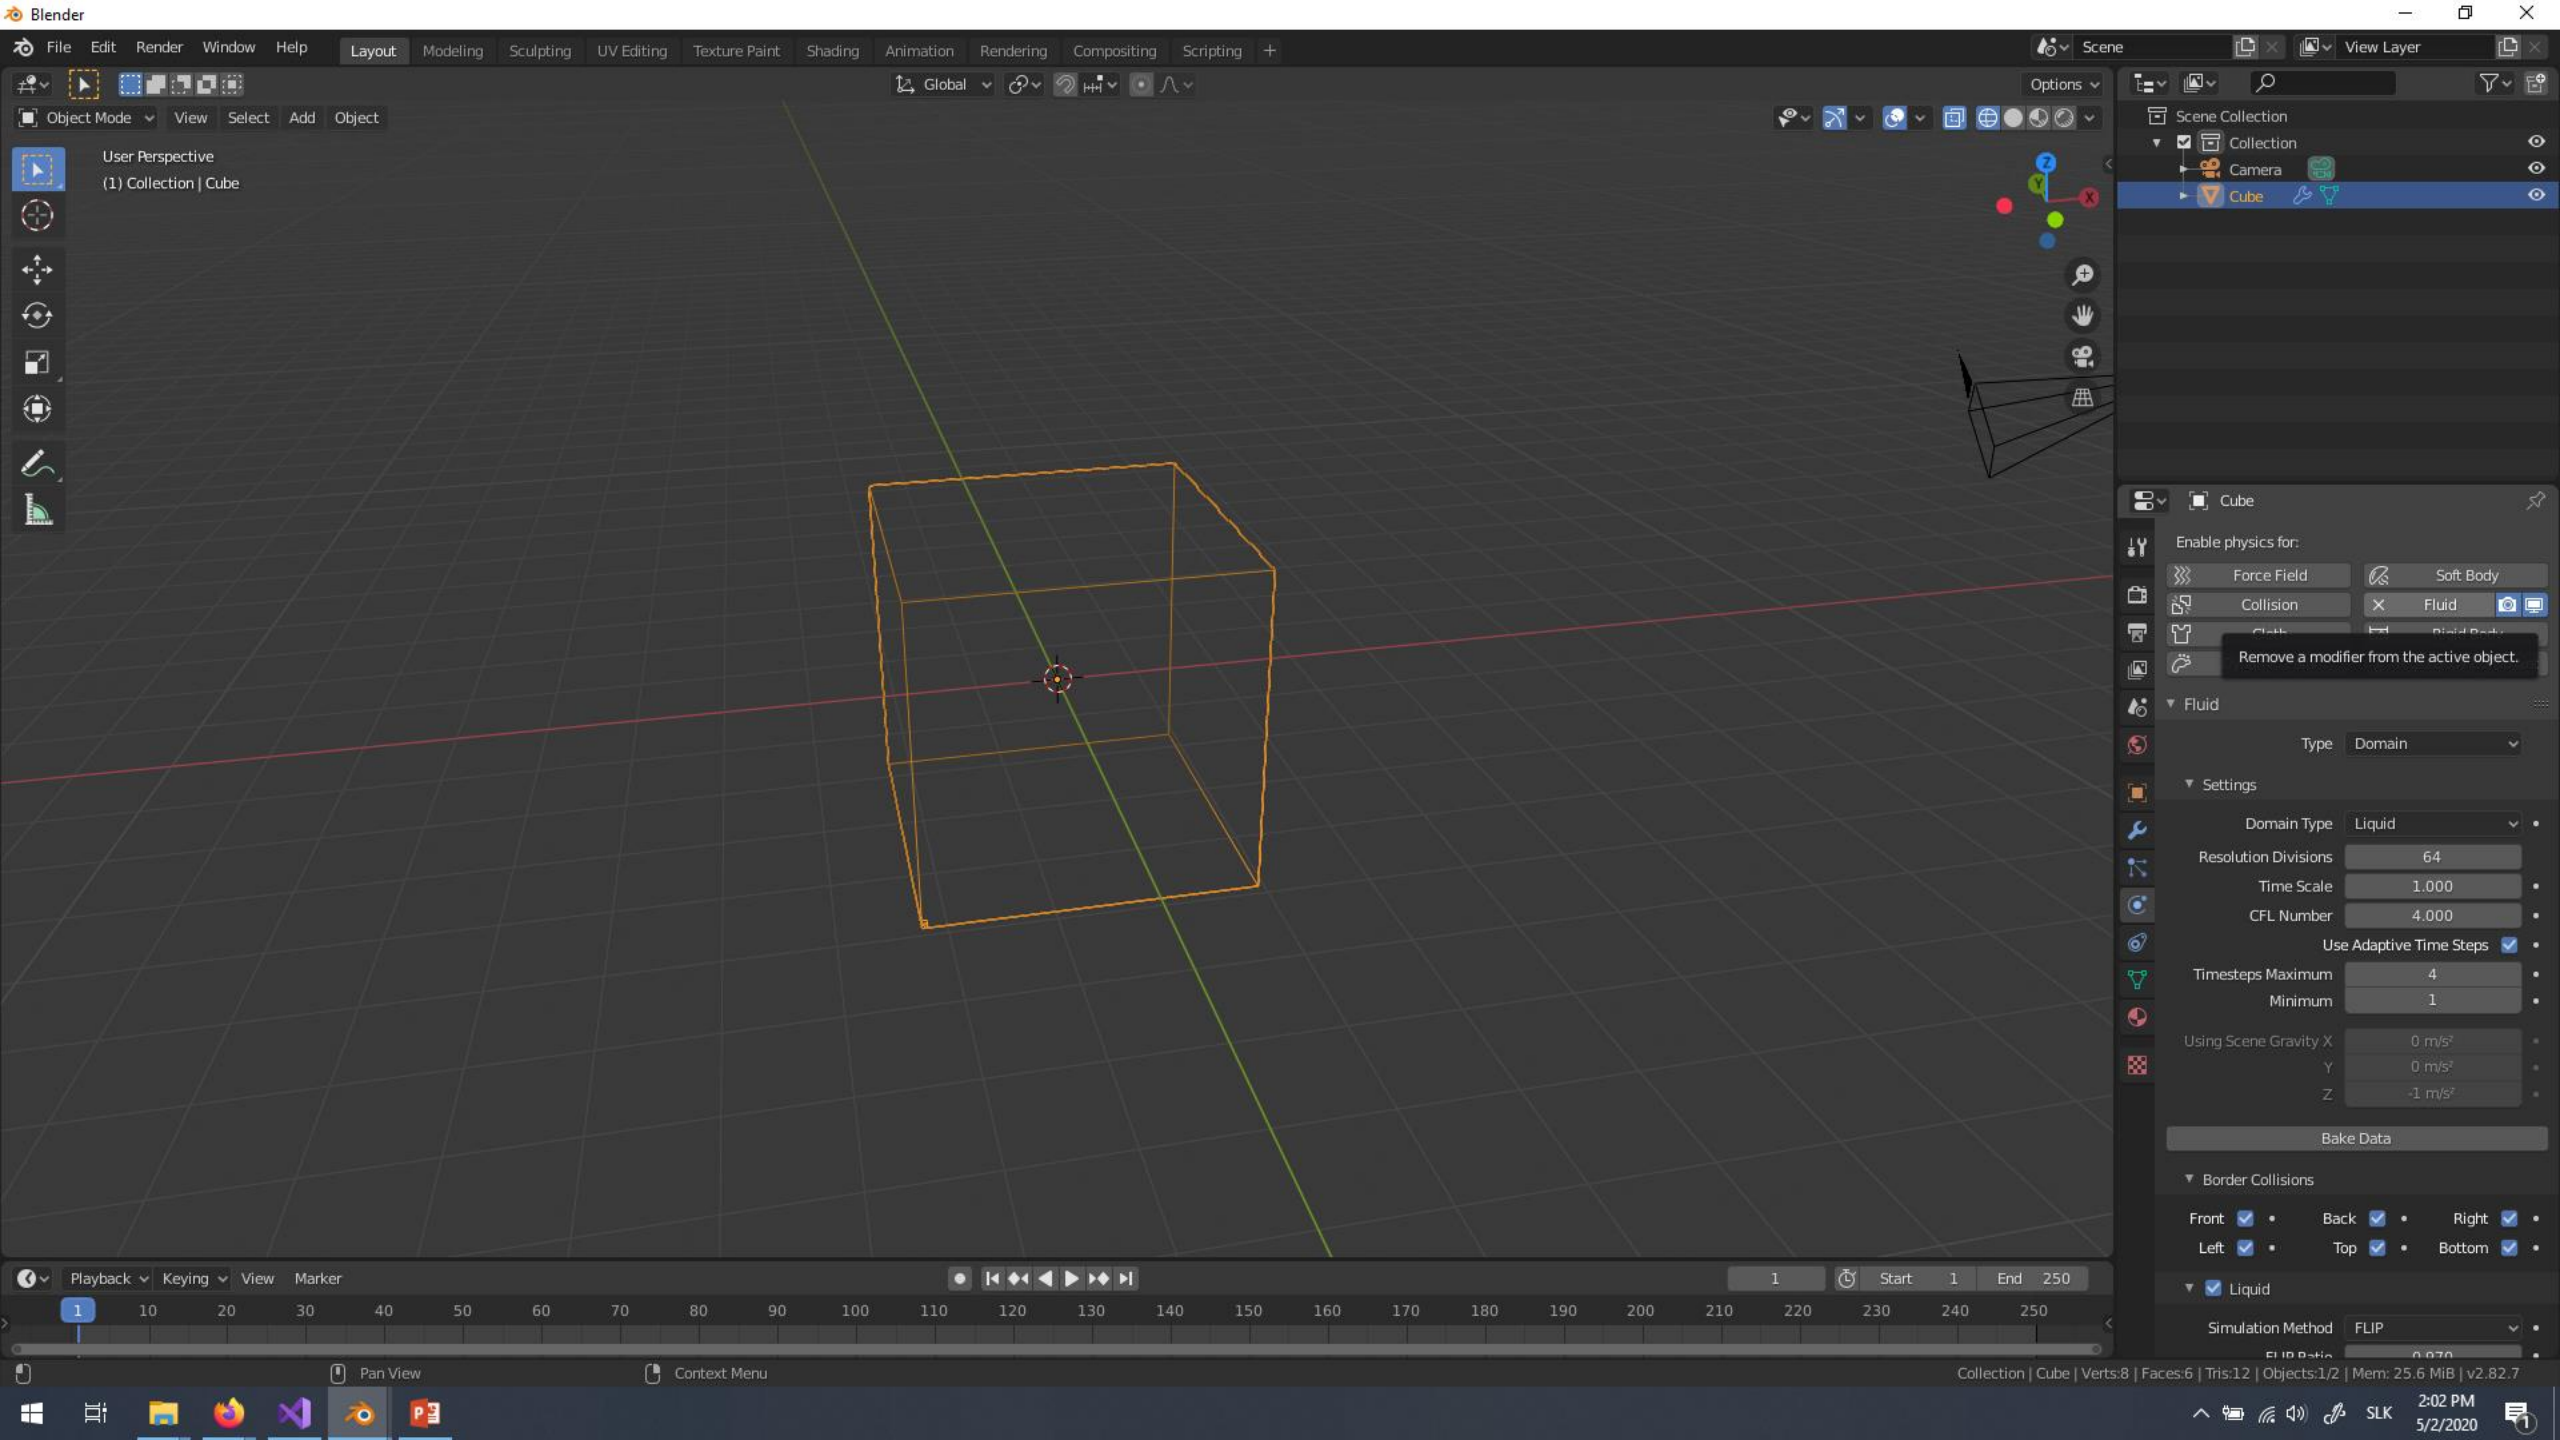 Blender
File Edit Render Window Help Layout Modeling Sculpting UV Editing Texture Paint Shading Animation Rendering Compositing Scripting + Scene View Layer
Global Options
Object Mode View Select Add Object
User Perspective
(1) Collection | Cube
Z
Y
X
Scene Collection
Collection
Camera
Cube
Cube
Enable physics for:
Force Field Soft Body
Collision Fluid
Cloth Rigid Body
Remove a modifier from the active object.
Fluid
Type Domain
Settings
Domain Type Liquid
Resolution Divisions 64
Time Scale 1.000
CFL Number 4.000
Use Adaptive Time Steps
Timesteps Maximum 4
Minimum 1
Using Scene Gravity X 0 m/s²
Y 0 m/s²
Z -1 m/s²
Bake Data
Border Collisions
Front Back Right
Left Top Bottom
Liquid
Simulation Method FLIP
FLIP Ratio 0.970
Playback Keying View Marker 1 Start 1 End 250
1 10 20 30 40 50 60 70 80 90 100 110 120 130 140 150 160 170 180 190 200 210 220 230 240 250
Pan View Context Menu Collection | Cube | Verts:8 | Faces:6 | Tris:12 | Objects:1/2 | Mem: 25.6 MiB | v2.82.7
SLK
2:02 PM
5/2/2020
1